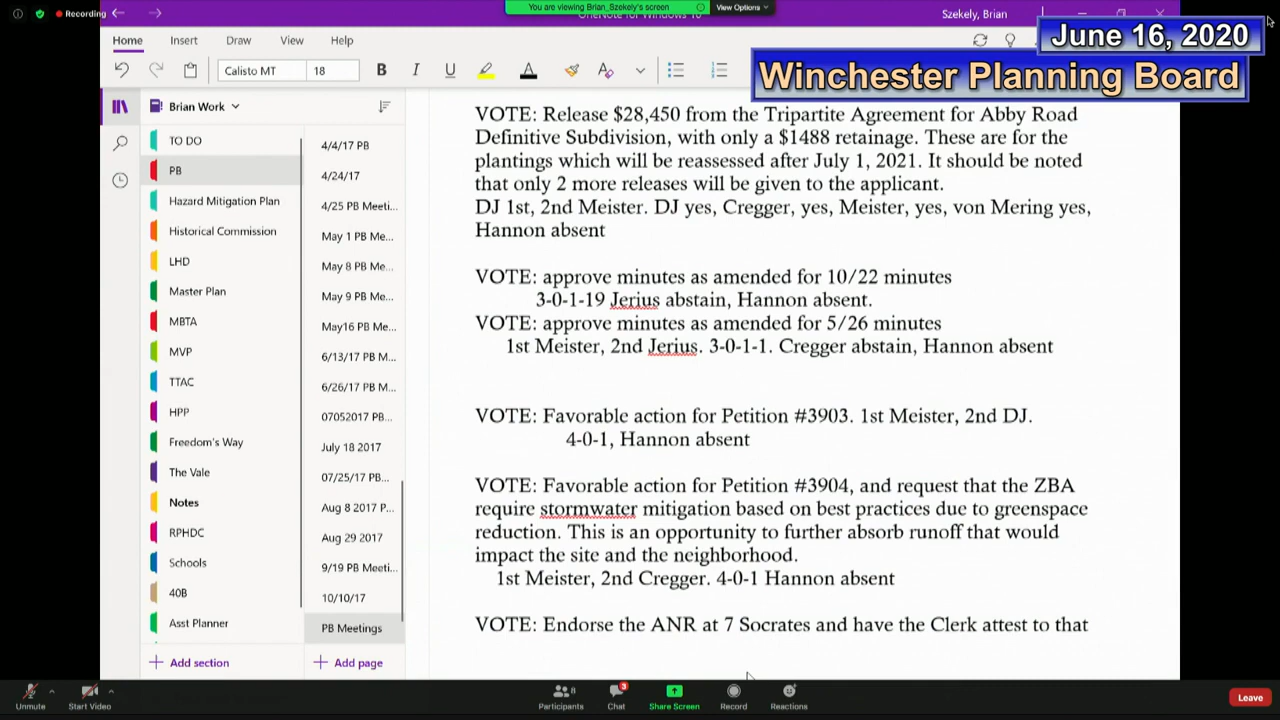 Recording
You are viewing Brian_Szekely's screen
View Options
OneNote for Windows 10
Szekely, Brian
June 16, 2020
Winchester Planning Board
Home
Insert
Draw
View
Help
Calisto MT
18
B
I
U
A
A
Brian Work
TO DO
PB
Hazard Mitigation Plan
Historical Commission
LHD
Master Plan
MBTA
MVP
TTAC
HPP
Freedom's Way
The Vale
Notes
RPHDC
Schools
40B
Asst Planner
Add section
4/4/17 PB
4/24/17
4/25 PB Meeti...
May 1 PB Me...
May 8 PB Me...
May 9 PB Me...
May16 PB Me...
6/13/17 PB M...
6/26/17 PB M...
07052017 PB...
July 18 2017
07/25/17 PB...
Aug 8 2017 P...
Aug 29 2017
9/19 PB Meeti...
10/10/17
PB Meetings
Add page
VOTE: Release $28,450 from the Tripartite Agreement for Abby Road
Definitive Subdivision, with only a $1488 retainage. These are for the
plantings which will be reassessed after July 1, 2021. It should be noted
that only 2 more releases will be given to the applicant.
DJ 1st, 2nd Meister. DJ yes, Cregger, yes, Meister, yes, von Mering yes,
Hannon absent
VOTE: approve minutes as amended for 10/22 minutes
3-0-1-19 Jerius abstain, Hannon absent.
VOTE: approve minutes as amended for 5/26 minutes
1st Meister, 2nd Jerius. 3-0-1-1. Cregger abstain, Hannon absent
VOTE: Favorable action for Petition #3903. 1st Meister, 2nd DJ.
4-0-1, Hannon absent
VOTE: Favorable action for Petition #3904, and request that the ZBA
require stormwater mitigation based on best practices due to greenspace
reduction. This is an opportunity to further absorb runoff that would
impact the site and the neighborhood.
1st Meister, 2nd Cregger. 4-0-1 Hannon absent
VOTE: Endorse the ANR at 7 Socrates and have the Clerk attest to that
Unmute
Start Video
Participants
8
Chat
3
Share Screen
Record
Reactions
Leave